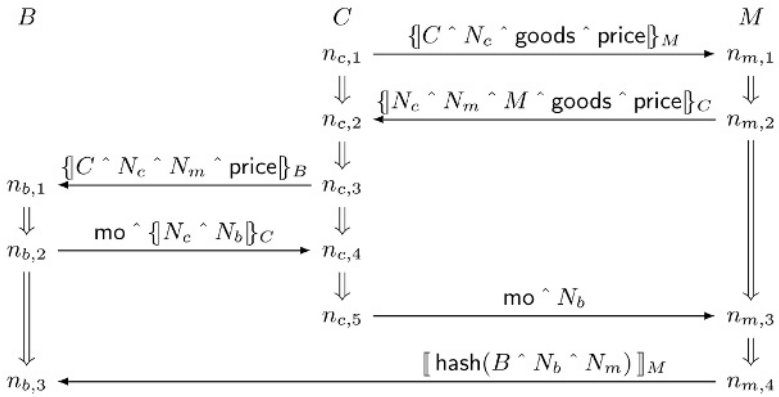 B C M
n_{c,1} {|C ^ N_c ^ goods ^ price|}_M n_{m,1}
n_{c,2} {|N_c ^ N_m ^ M ^ goods ^ price|}_C n_{m,2}
n_{b,1} {|C ^ N_c ^ N_m ^ price|}_B n_{c,3}
n_{b,2} mo ^ {|N_c ^ N_b|}_C n_{c,4}
n_{c,5} mo ^ N_b n_{m,3}
n_{b,3} [[ hash(B ^ N_b ^ N_m) ]]_M n_{m,4}